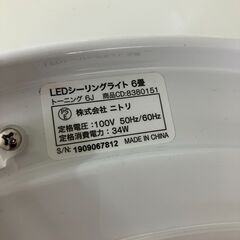 LEDシーリングライト 6畳
トーニング 6J 商品CD:8380151
株式会社 ニトリ
定格電圧:100V 50Hz/60Hz
定格消費電力:34W
MADE IN CHINA
S/N: 1909067812